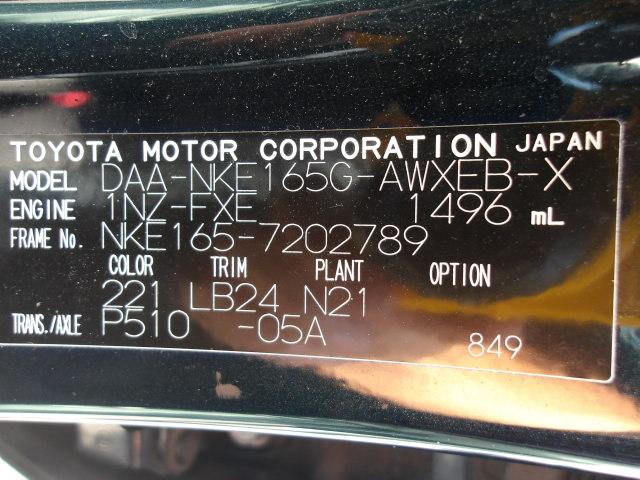 TOYOTA MOTOR CORPORATION JAPAN
MODEL DAA-NKE165G-AWXEB-X
ENGINE 1NZ-FXE 1496 mL
FRAME No. NKE165-7202789
COLOR TRIM PLANT OPTION
221 LB24 N21
TRANS./AXLE P510 -05A
849